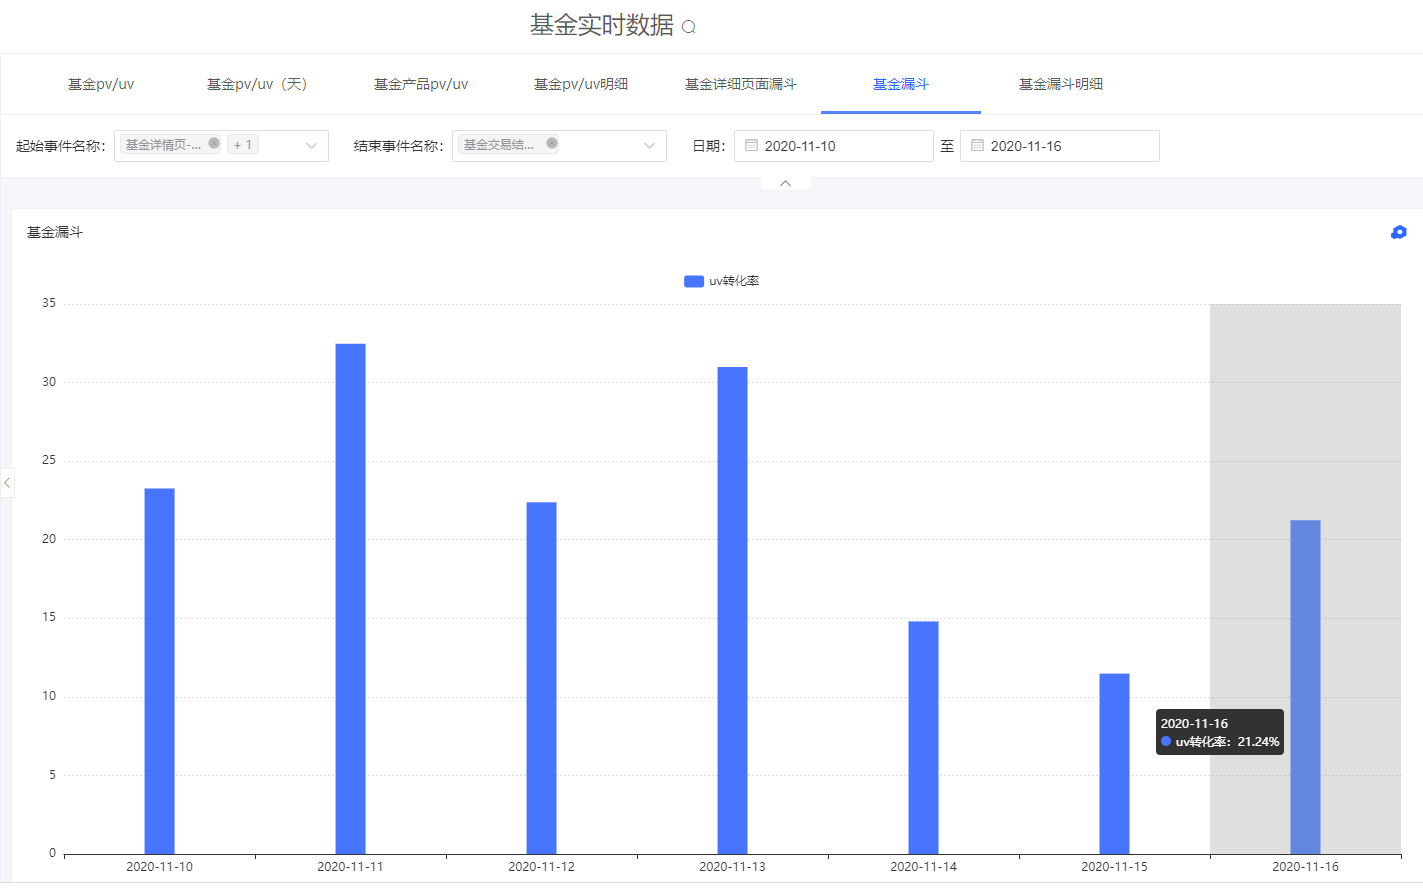 基金实时数据
基金pv/uv 基金pv/uv（天） 基金产品pv/uv 基金pv/uv明细 基金详细页面漏斗 基金漏斗 基金漏斗明细
起始事件名称： 基金详情页-... + 1 结束事件名称： 基金交易结... 日期： 2020-11-10 至 2020-11-16
基金漏斗
uv转化率
35
30
25
20
15
10
5
0
2020-11-16
uv转化率：21.24%
2020-11-10 2020-11-11 2020-11-12 2020-11-13 2020-11-14 2020-11-15 2020-11-16